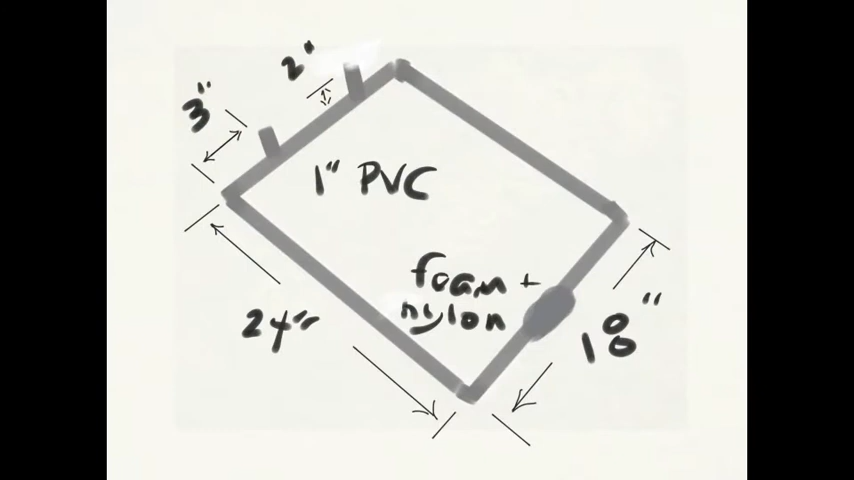 2"
3"
1" PVC
foam +
nylon
24"
18"